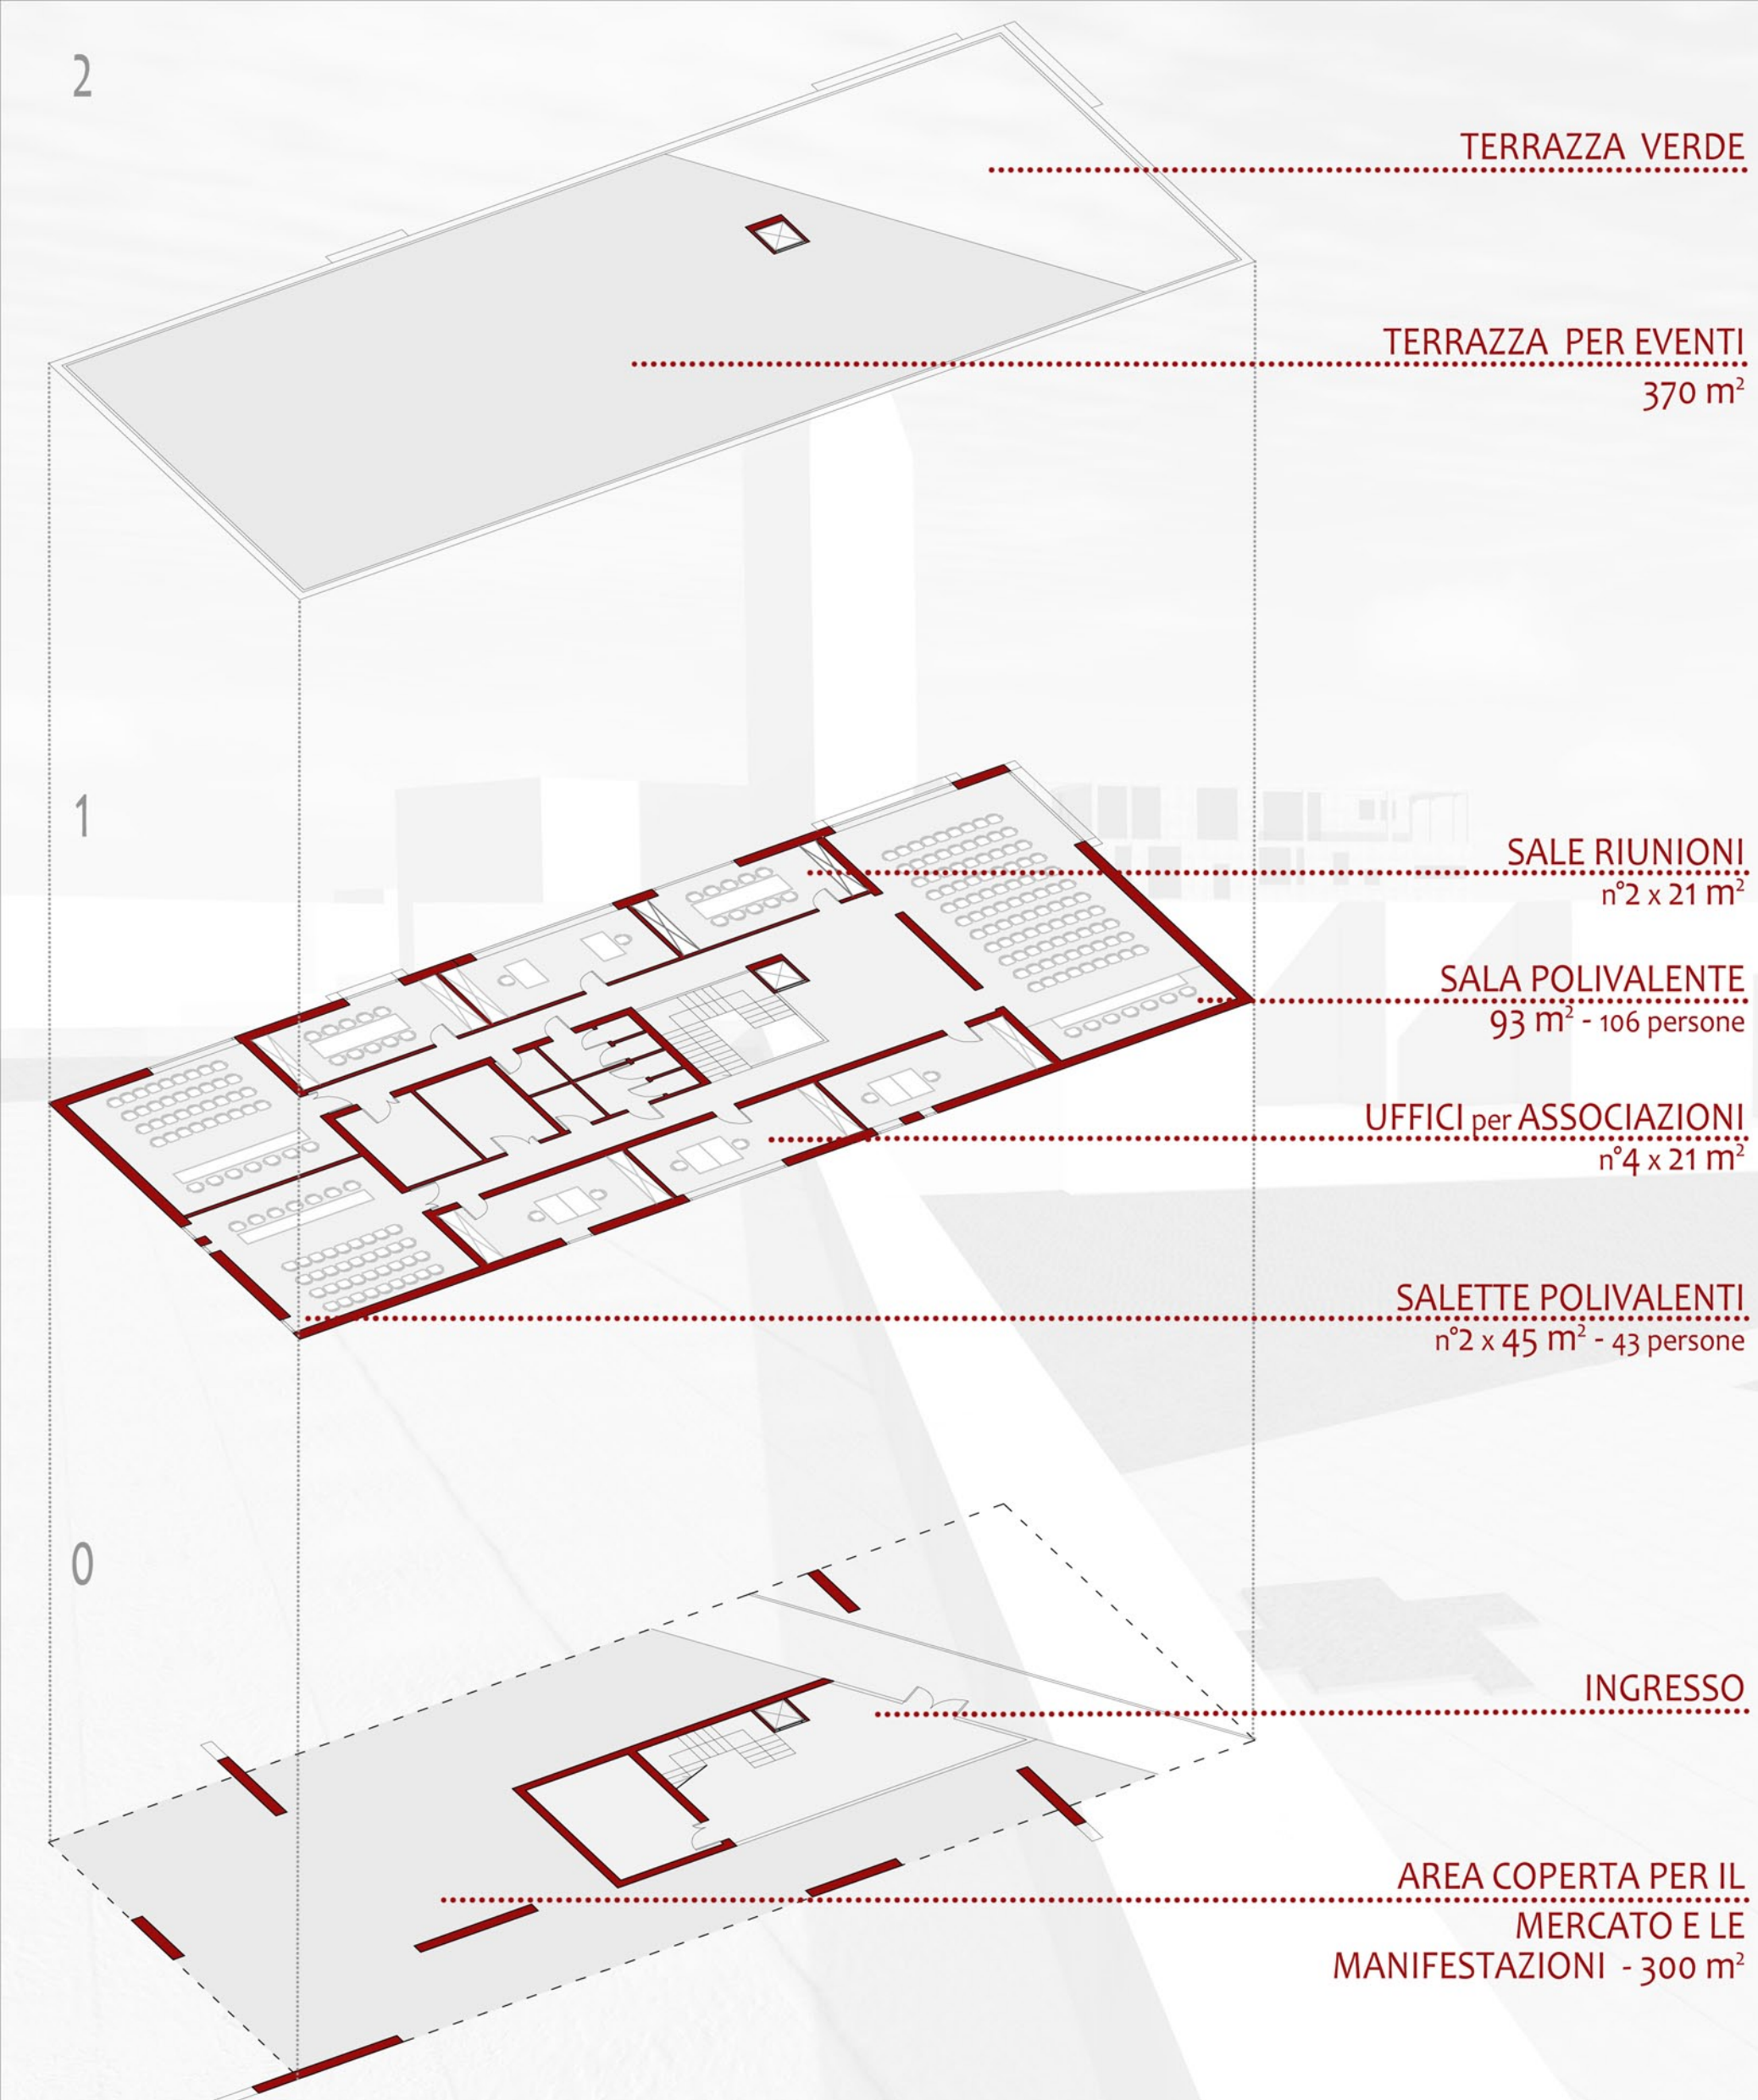 2
TERRAZZA VERDE
TERRAZZA PER EVENTI
370 m²
1
SALE RIUNIONI
n°2 x 21 m²
SALA POLIVALENTE
93 m² - 106 persone
UFFICI per ASSOCIAZIONI
n°4 x 21 m²
SALETTE POLIVALENTI
n°2 x 45 m² - 43 persone
0
INGRESSO
AREA COPERTA PER IL
MERCATO E LE
MANIFESTAZIONI - 300 m²